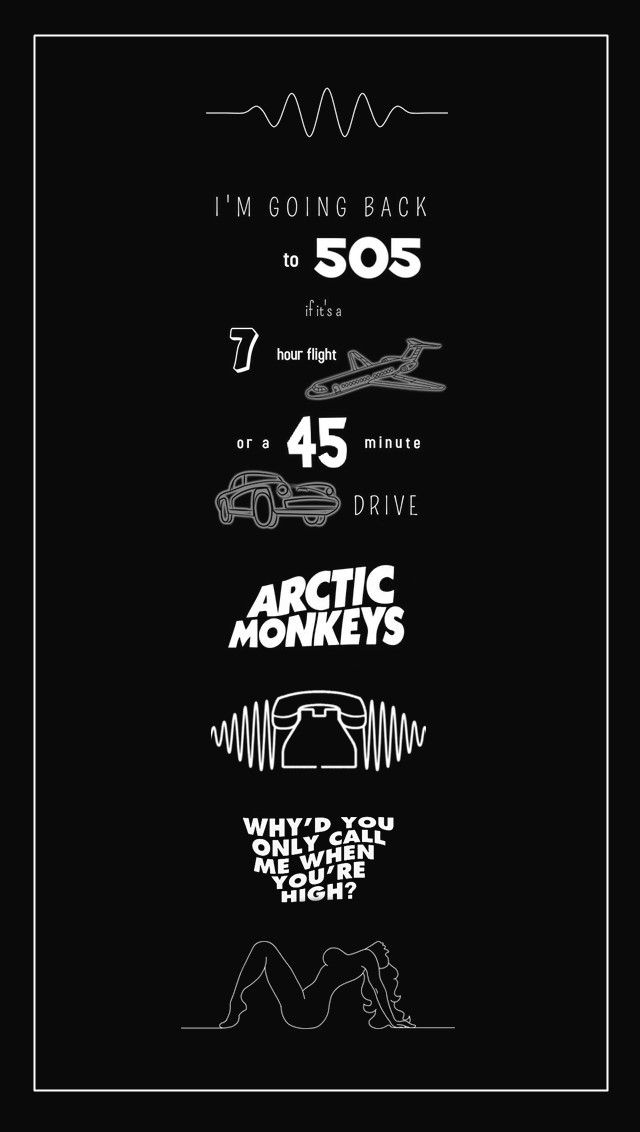 I'M GOING BACK
to 505
if it's a
7 hour flight
or a 45 minute
DRIVE
ARCTIC
MONKEYS
WHY'D YOU
ONLY CALL
ME WHEN
YOU'RE
HIGH?